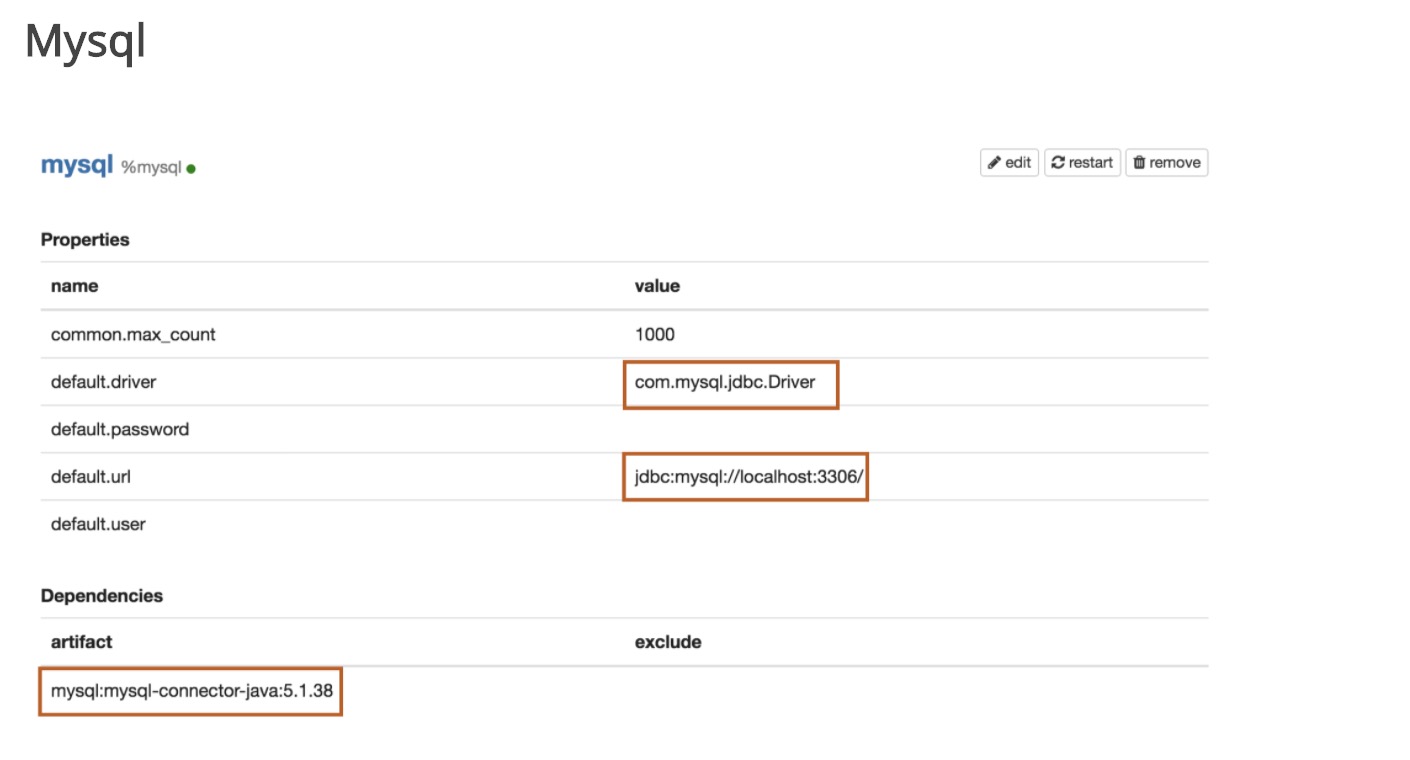 Mysql
mysql %mysql
edit restart remove
Properties
name value
common.max_count 1000
default.driver com.mysql.jdbc.Driver
default.password
default.url jdbc:mysql://localhost:3306/
default.user
Dependencies
artifact exclude
mysql:mysql-connector-java:5.1.38